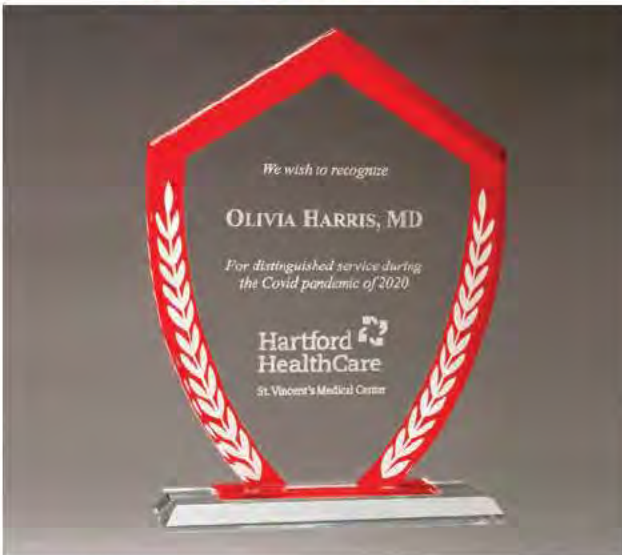 We wish to recognize
OLIVIA HARRIS, MD
For distinguished service during
the Covid pandemic of 2020
Hartford
HealthCare
St. Vincent's Medical Center